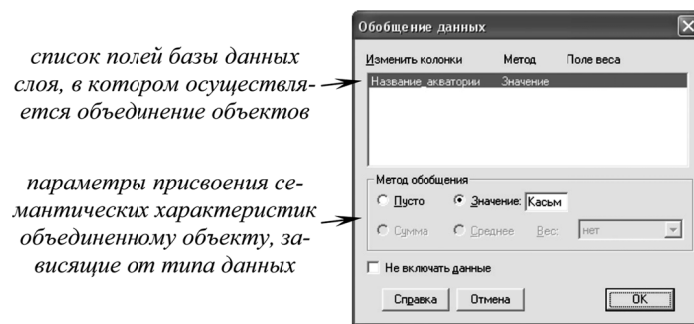 список полей базы данных
слоя, в котором осуществля-
ется объединение объектов
параметры присвоения се-
мантических характеристик
объединенному объекту, за-
висящие от типа данных
Обобщение данных
Изменить колонки Метод Поле веса
Название_акватории Значение
Метод обобщения
Пусто Значение: Касьм
Сумма Среднее Вес: нет
Не включать данные
Справка Отмена OK